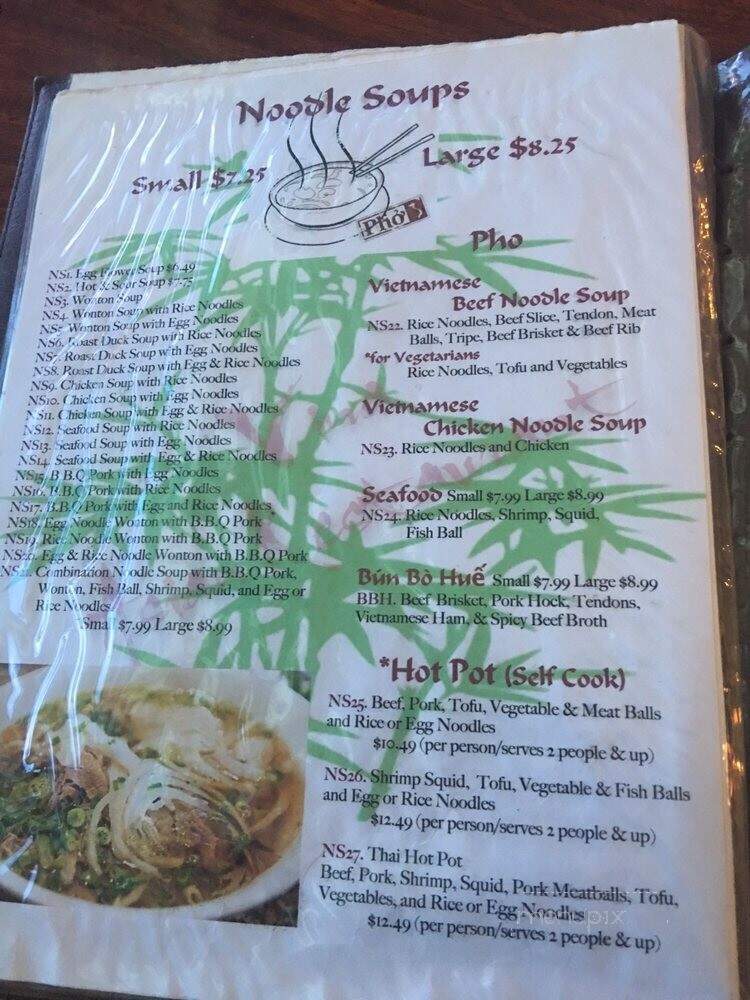 Noodle Soups
Small $7.25
Large $8.25
Phở 3
NS1. Egg Flower Soup $6.49
NS2. Hot & Sour Soup $7.75
NS3. Wonton Soup
NS4. Wonton Soup with Rice Noodles
NS5. Wonton Soup with Egg Noodles
NS6. Roast Duck Soup with Rice Noodles
NS7. Roast Duck Soup with Egg Noodles
NS8. Roast Duck Soup with Egg & Rice Noodles
NS9. Chicken Soup with Rice Noodles
NS10. Chicken Soup with Egg Noodles
NS11. Chicken Soup with Egg & Rice Noodles
NS12. Seafood Soup with Rice Noodles
NS13. Seafood Soup with Egg Noodles
NS14. Seafood Soup with Egg & Rice Noodles
NS15. B.B.Q Pork with Egg Noodles
NS16. B.B.Q Pork with Rice Noodles
NS17. B.B.Q Pork with Egg and Rice Noodles
NS18. Egg Noodle Wonton with B.B.Q Pork
NS19. Rice Noodle Wonton with B.B.Q Pork
NS20. Egg & Rice Noodle Wonton with B.B.Q Pork
NS21. Combination Noodle Soup with B.B.Q Pork,
Wonton, Fish Ball, Shrimp, Squid, and Egg or
Rice Noodles
*Small $7.99 Large $8.99
Pho
Vietnamese
Beef Noodle Soup
NS22. Rice Noodles, Beef Slice, Tendon, Meat
Balls, Tripe, Beef Brisket & Beef Rib
*for Vegetarians
Rice Noodles, Tofu and Vegetables
Vietnamese
Chicken Noodle Soup
NS23. Rice Noodles and Chicken
Seafood Small $7.99 Large $8.99
NS24. Rice Noodles, Shrimp, Squid,
Fish Ball
Bún Bò Huế Small $7.99 Large $8.99
BBH. Beef Brisket, Pork Hock, Tendons,
Vietnamese Ham, & Spicy Beef Broth
*Hot Pot (Self Cook)
NS25. Beef, Pork, Tofu, Vegetable & Meat Balls
and Rice or Egg Noodles
$10.49 (per person/serves 2 people & up)
NS26. Shrimp Squid, Tofu, Vegetable & Fish Balls
and Egg or Rice Noodles
$12.49 (per person/serves 2 people & up)
NS27. Thai Hot Pot
Beef, Pork, Shrimp, Squid, Pork Meatballs, Tofu,
Vegetables, and Rice or Egg Noodles
$12.49 (per person/serves 2 people & up)